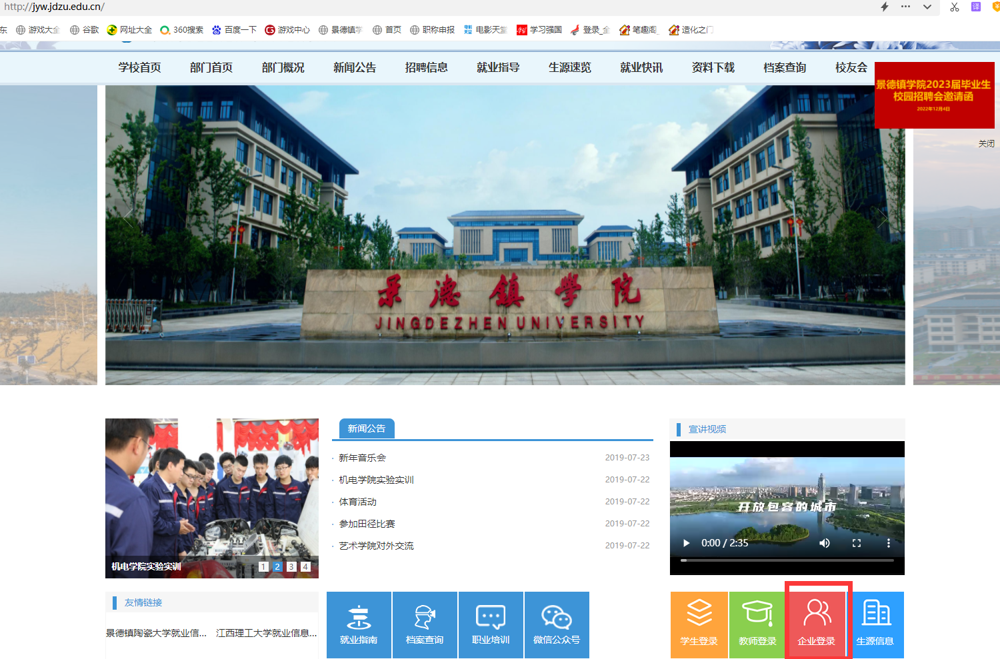 http://jyw.jdzu.edu.cn/
东 游戏大全 谷歌 网址大全 360搜索 百度一下 游戏中心 景德镇学 首页 职称申报 电影天堂 学习强国 登录_全 笔趣阁_ 造化之门
学校首页 部门首页 部门概况 新闻公告 招聘信息 就业指导 生源速览 就业快讯 资料下载 档案查询 校友会
景德镇学院2023届毕业生
校园招聘会邀请函
2022年12月4日
关闭
景德镇學院
JINGDEZHEN UNIVERSITY
新闻公告
新年音乐会 2019-07-23
机电学院实验实训 2019-07-22
体育活动 2019-07-22
参加田径比赛 2019-07-22
艺术学院对外交流 2019-07-22
机电学院实验实训 1 2 3 4
宣讲视频
开放包容的城市
0:00 / 2:35
友情链接
景德镇陶瓷大学就业信... 江西理工大学就业信息...
就业指南 档案查询 职业培训 微信公众号
学生登录 教师登录 企业登录 生源信息